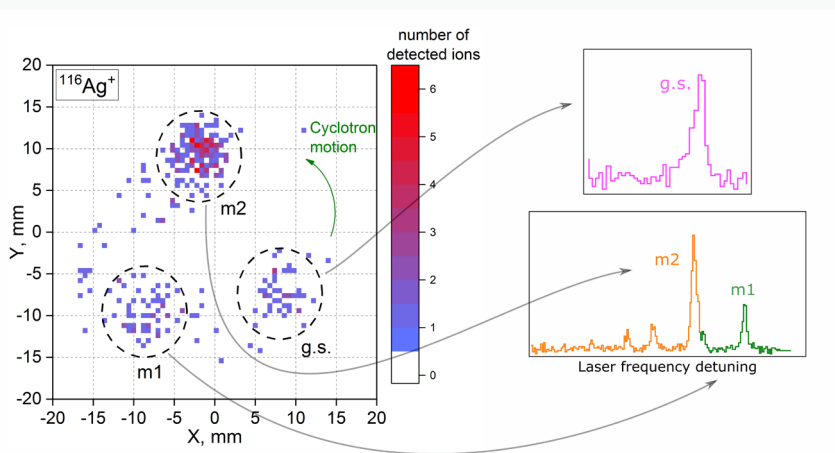 number of
detected ions
¹¹⁶Ag⁺
Cyclotron
motion
m2
g.s.
m1
20
15
10
5
0
-5
-10
-15
-20
Y, mm
-20 -15 -10 -5 0 5 10 15 20
X, mm
6
5
4
3
2
1
0
g.s.
m2
m1
Laser frequency detuning